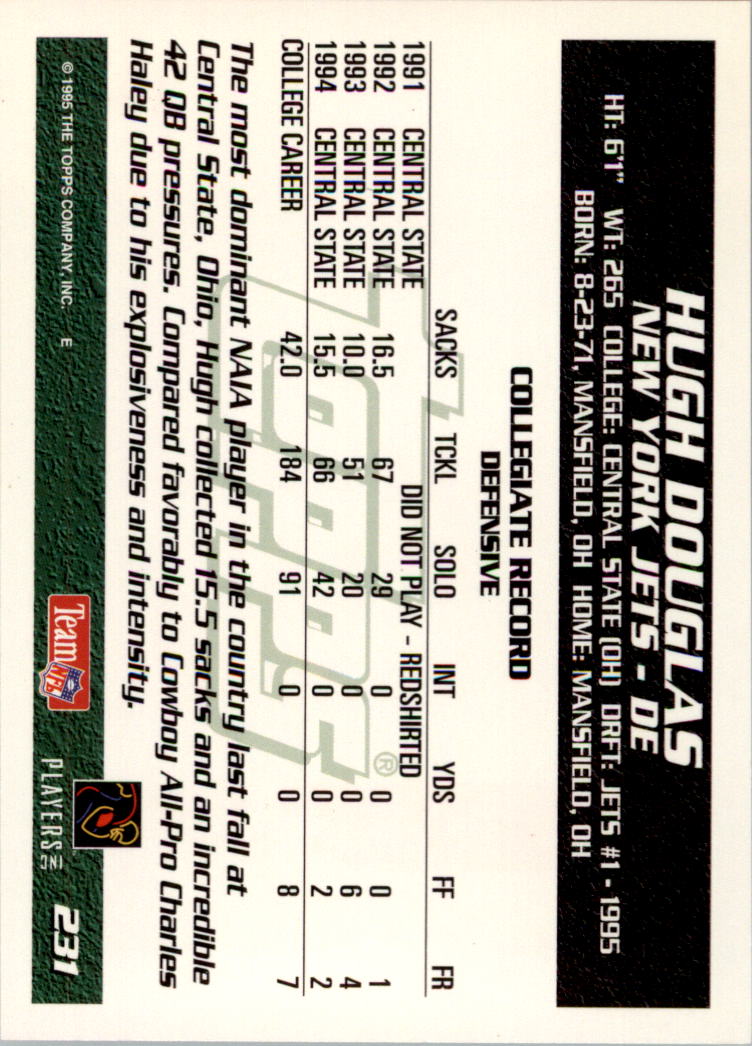 HUGH DOUGLAS
NEW YORK JETS - DE
HT: 6'1" WT: 265 COLLEGE: CENTRAL STATE (OH) DRFT: JETS #1 - 1995
BORN: 8-23-71, MANSFIELD, OH HOME: MANSFIELD, OH
COLLEGIATE RECORD
DEFENSIVE
SACKS TCKL SOLO INT YDS FF FR
1991 CENTRAL STATE DID NOT PLAY - REDSHIRTED
1992 CENTRAL STATE 16.5 67 29 0 0 0 1
1993 CENTRAL STATE 10.0 51 20 0 0 6 4
1994 CENTRAL STATE 15.5 66 42 0 0 2 2
COLLEGE CAREER 42.0 184 91 0 0 8 7
Topps®
The most dominant NAIA player in the country last fall at
Central State, Ohio, Hugh collected 15.5 sacks and an incredible
42 QB pressures. Compared favorably to Cowboy All-Pro Charles
Haley due to his explosiveness and intensity.
© 1995 THE TOPPS COMPANY, INC. E
Team NFL
PLAYERS INC
231